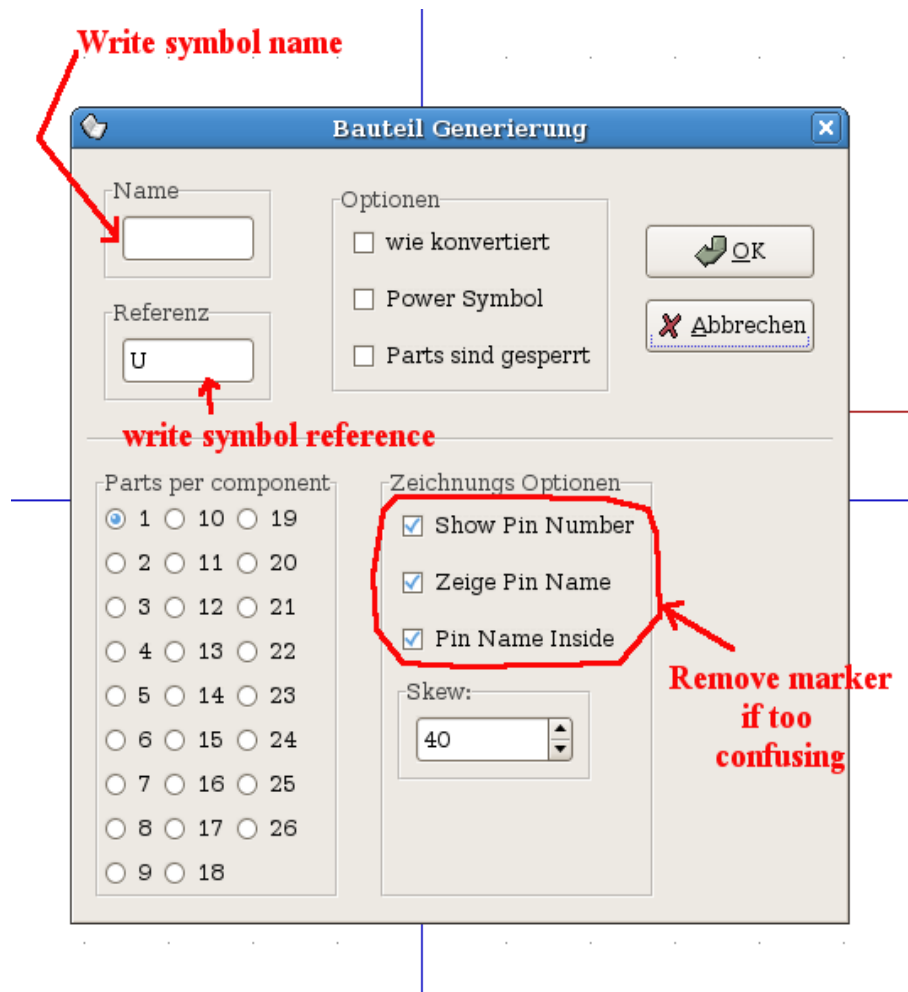 Write symbol name
Bauteil Generierung
Name
Optionen
wie konvertiert
OK
Power Symbol
Referenz
Abbrechen
U
Parts sind gesperrt
write symbol reference
Parts per component
Zeichnungs Optionen
1 10 19
Show Pin Number
2 11 20
Zeige Pin Name
3 12 21
4 13 22
Pin Name Inside
Remove marker
if too
confusing
5 14 23
Skew:
6 15 24
40
7 16 25
8 17 26
9 18